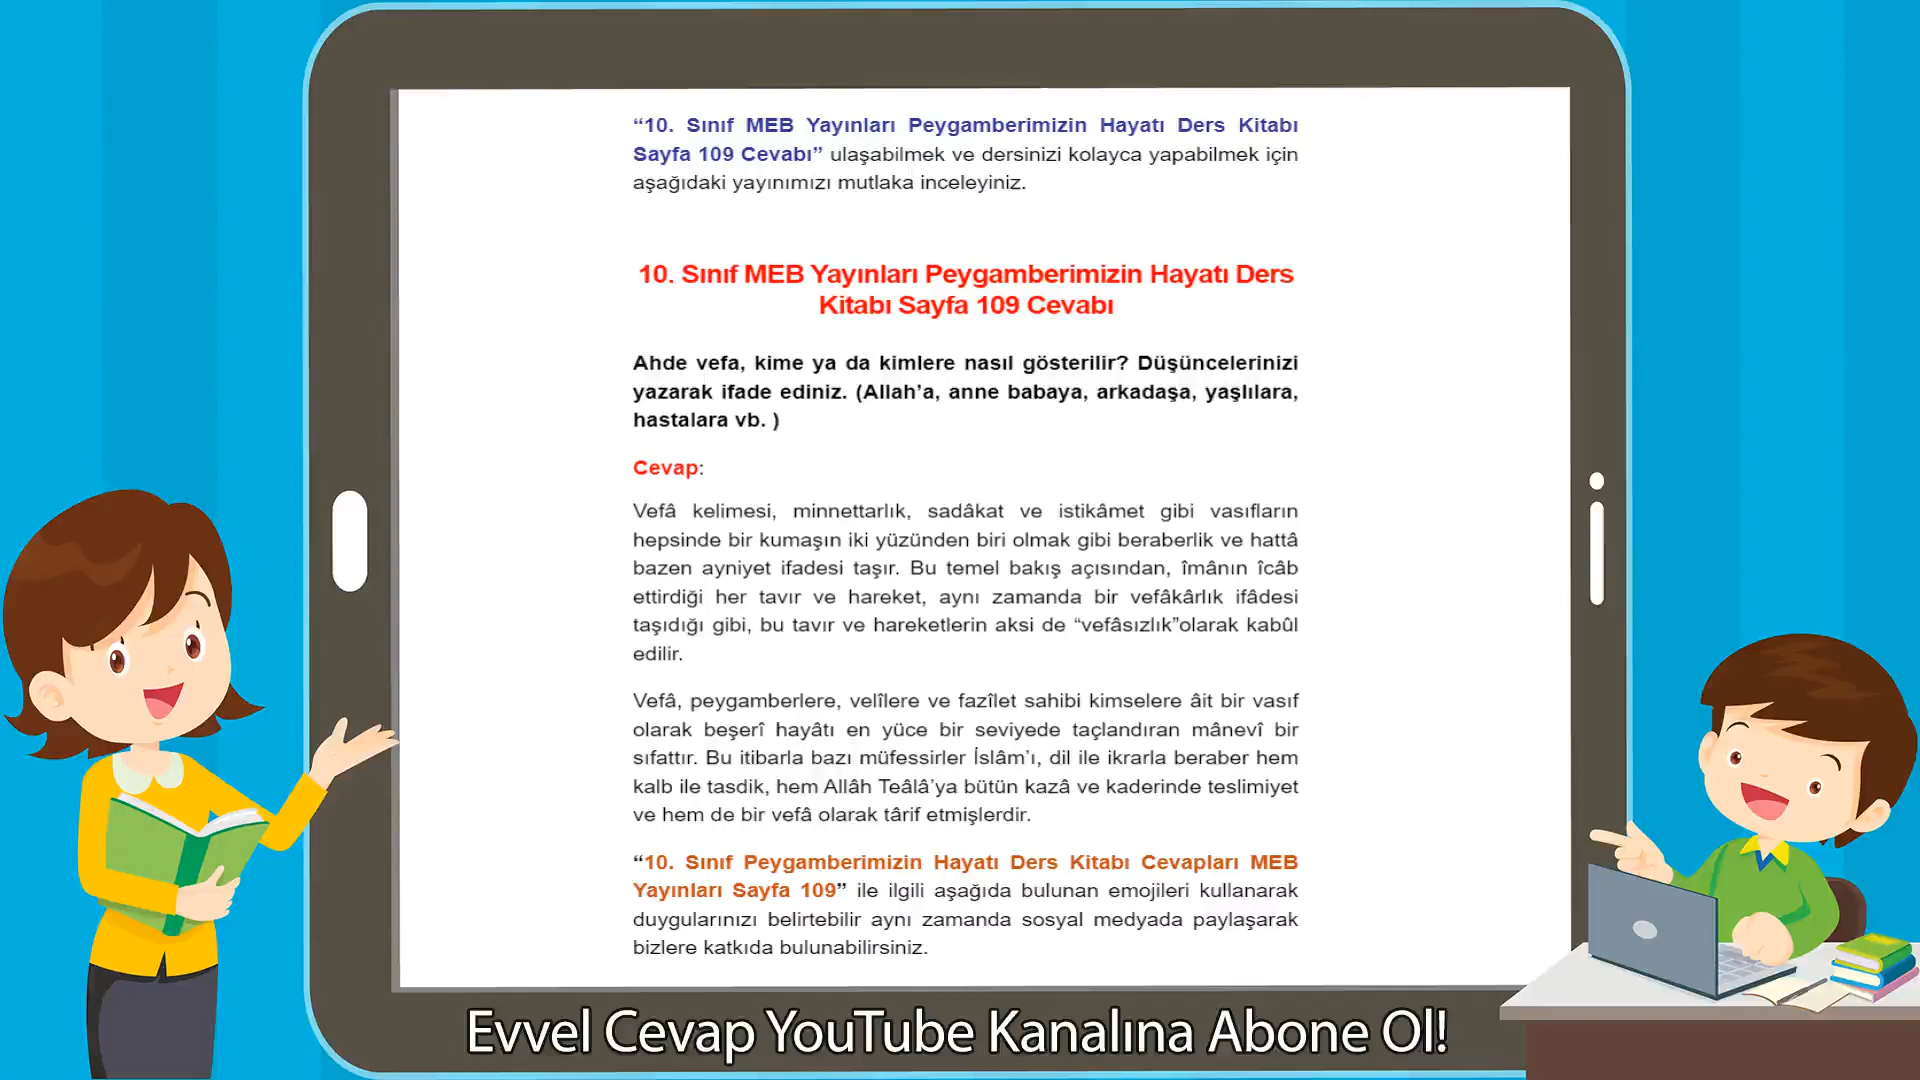 “10. Sınıf MEB Yayınları Peygamberimizin Hayatı Ders Kitabı
Sayfa 109 Cevabı” ulaşabilmek ve dersinizi kolayca yapabilmek için
aşağıdaki yayınımızı mutlaka inceleyiniz.
10. Sınıf MEB Yayınları Peygamberimizin Hayatı Ders
Kitabı Sayfa 109 Cevabı
Ahde vefa, kime ya da kimlere nasıl gösterilir? Düşüncelerinizi
yazarak ifade ediniz. (Allah’a, anne babaya, arkadaşa, yaşlılara,
hastalara vb. )
Cevap:
Vefâ kelimesi, minnettarlık, sadâkat ve istikâmet gibi vasıfların
hepsinde bir kumaşın iki yüzünden biri olmak gibi beraberlik ve hattâ
bazen ayniyet ifadesi taşır. Bu temel bakış açısından, îmânın îcâb
ettirdiği her tavır ve hareket, aynı zamanda bir vefâkârlık ifâdesi
taşıdığı gibi, bu tavır ve hareketlerin aksi de “vefâsızlık”olarak kabûl
edilir.
Vefâ, peygamberlere, velîlere ve fazîlet sahibi kimselere âit bir vasıf
olarak beşerî hayâtı en yüce bir seviyede taçlandıran mânevî bir
sıfattır. Bu itibarla bazı müfessirler İslâm’ı, dil ile ikrarla beraber hem
kalb ile tasdik, hem Allâh Teâlâ’ya bütün kazâ ve kaderinde teslimiyet
ve hem de bir vefâ olarak târif etmişlerdir.
“10. Sınıf Peygamberimizin Hayatı Ders Kitabı Cevapları MEB
Yayınları Sayfa 109” ile ilgili aşağıda bulunan emojileri kullanarak
duygularınızı belirtebilir aynı zamanda sosyal medyada paylaşarak
bizlere katkıda bulunabilirsiniz.
Evvel Cevap YouTube Kanalına Abone Ol!